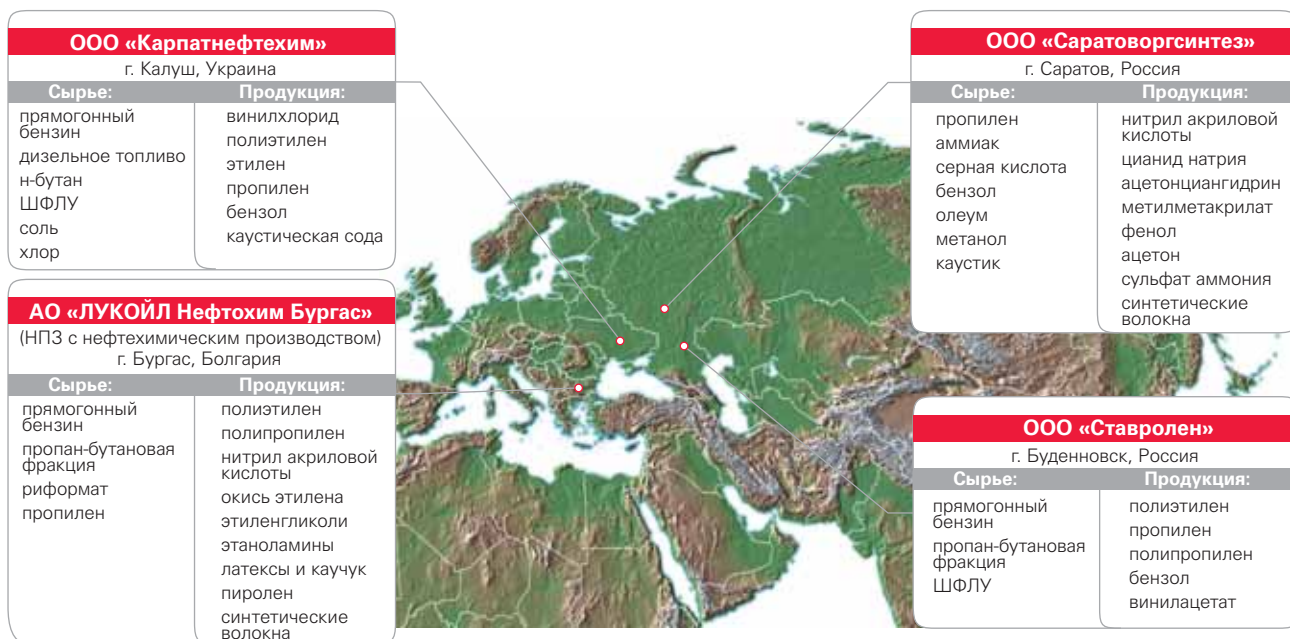 ООО «Карпатнефтехим»
г. Калуш, Украина
Сырье:
прямогонный
бензин
дизельное топливо
н-бутан
ШФЛУ
соль
хлор
Продукция:
винилхлорид
полиэтилен
этилен
пропилен
бензол
каустическая сода
АО «ЛУКОЙЛ Нефтохим Бургас»
(НПЗ с нефтехимическим производством)
г. Бургас, Болгария
Сырье:
прямогонный
бензин
пропан-бутановая
фракция
риформат
пропилен
Продукция:
полиэтилен
полипропилен
нитрил акриловой
кислоты
окись этилена
этиленгликоли
этаноламины
латексы и каучук
пиролен
синтетические
волокна
ООО «Саратоворгсинтез»
г. Саратов, Россия
Сырье:
пропилен
аммиак
серная кислота
бензол
олеум
метанол
каустик
Продукция:
нитрил акриловой
кислоты
цианид натрия
ацетонциангидрин
метилметакрилат
фенол
ацетон
сульфат аммония
синтетические
волокна
ООО «Ставролен»
г. Буденновск, Россия
Сырье:
прямогонный
бензин
пропан-бутановая
фракция
ШФЛУ
Продукция:
полиэтилен
пропилен
полипропилен
бензол
винилацетат